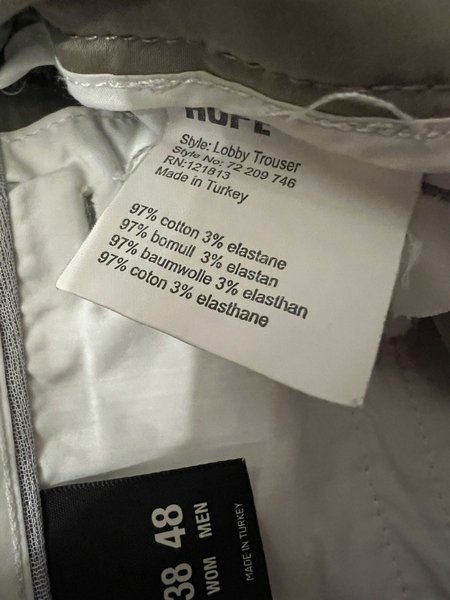 HOPE
Style: Lobby Trouser
Style No: 72 209 746
RN:121813
Made in Turkey
97% cotton 3% elastane
97% bomull 3% elastan
97% baumwolle 3% elasthan
97% coton 3% elasthane
38 48
WOM MEN
MADE IN TURKEY